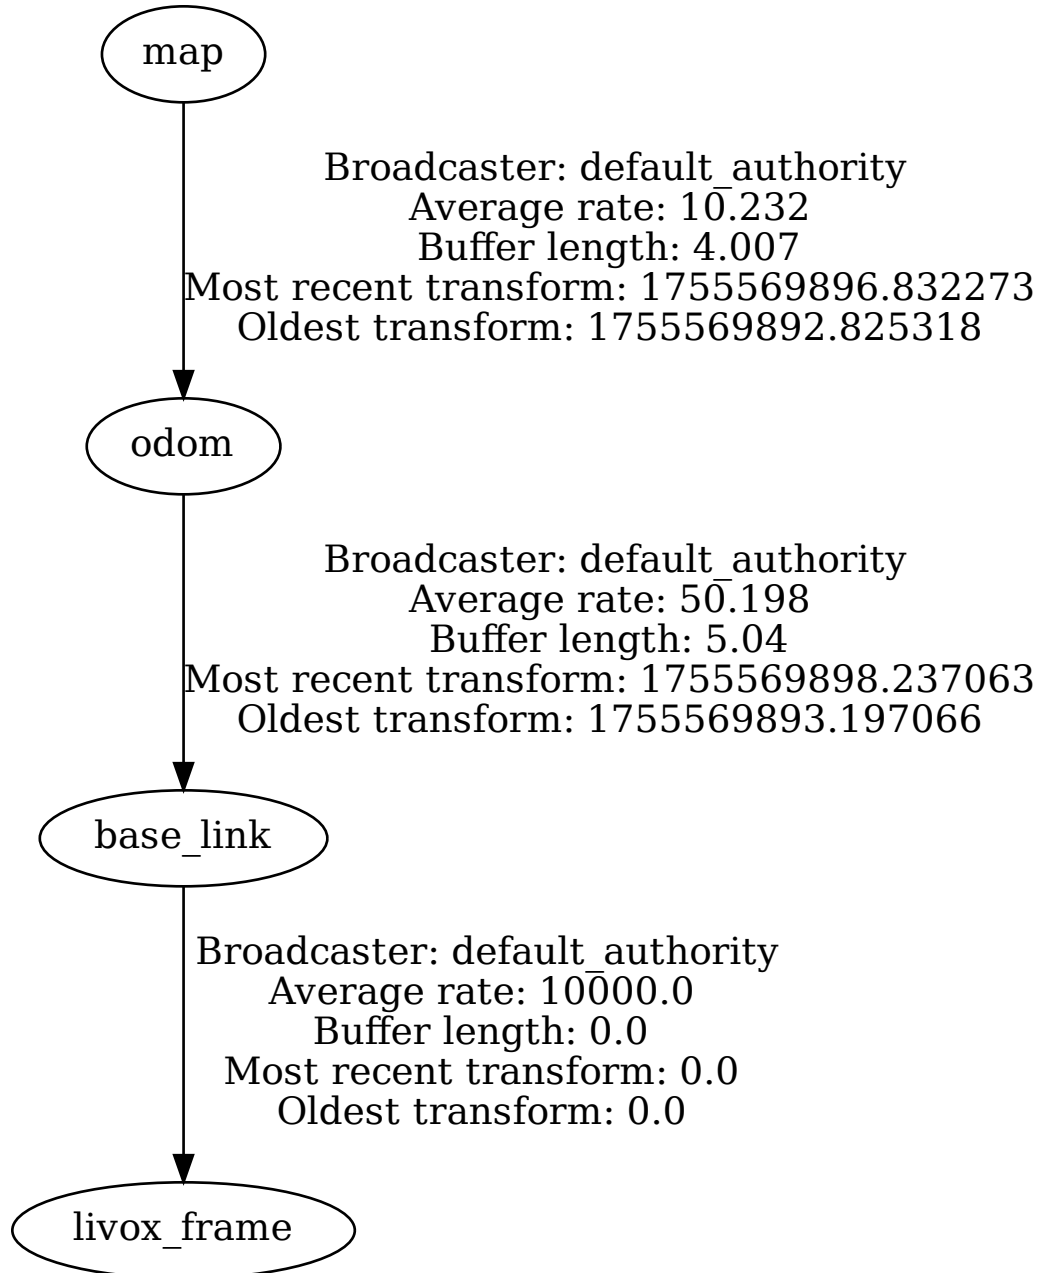 map
Broadcaster: default_authority
Average rate: 10.232
Buffer length: 4.007
Most recent transform: 1755569896.832273
Oldest transform: 1755569892.825318
odom
Broadcaster: default_authority
Average rate: 50.198
Buffer length: 5.04
Most recent transform: 1755569898.237063
Oldest transform: 1755569893.197066
base_link
Broadcaster: default_authority
Average rate: 10000.0
Buffer length: 0.0
Most recent transform: 0.0
Oldest transform: 0.0
livox_frame